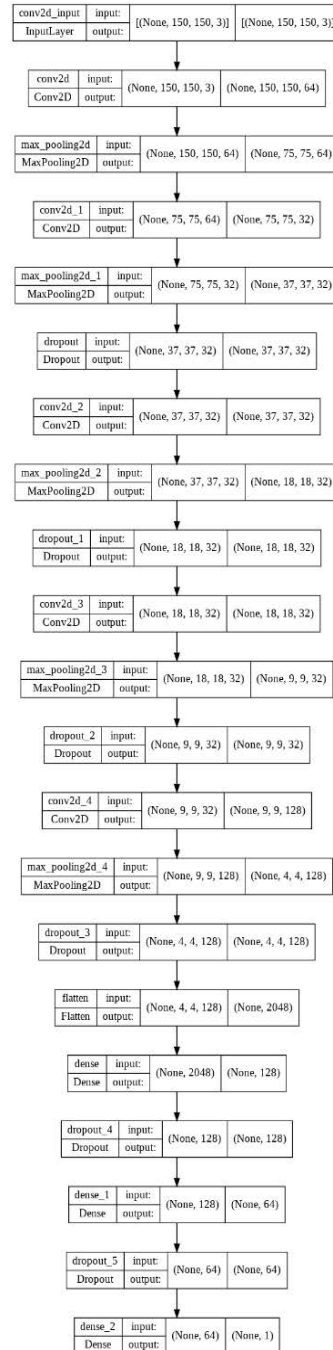 conv2d_input input: [(None, 150, 150, 3)] [(None, 150, 150, 3)]
InputLayer output:
conv2d input: (None, 150, 150, 3) (None, 150, 150, 64)
Conv2D output:
max_pooling2d input: (None, 150, 150, 64) (None, 75, 75, 64)
MaxPooling2D output:
conv2d_1 input: (None, 75, 75, 64) (None, 75, 75, 32)
Conv2D output:
max_pooling2d_1 input: (None, 75, 75, 32) (None, 37, 37, 32)
MaxPooling2D output:
dropout input: (None, 37, 37, 32) (None, 37, 37, 32)
Dropout output:
conv2d_2 input: (None, 37, 37, 32) (None, 37, 37, 32)
Conv2D output:
max_pooling2d_2 input: (None, 37, 37, 32) (None, 18, 18, 32)
MaxPooling2D output:
dropout_1 input: (None, 18, 18, 32) (None, 18, 18, 32)
Dropout output:
conv2d_3 input: (None, 18, 18, 32) (None, 18, 18, 32)
Conv2D output:
max_pooling2d_3 input: (None, 18, 18, 32) (None, 9, 9, 32)
MaxPooling2D output:
dropout_2 input: (None, 9, 9, 32) (None, 9, 9, 32)
Dropout output:
conv2d_4 input: (None, 9, 9, 32) (None, 9, 9, 128)
Conv2D output:
max_pooling2d_4 input: (None, 9, 9, 128) (None, 4, 4, 128)
MaxPooling2D output:
dropout_3 input: (None, 4, 4, 128) (None, 4, 4, 128)
Dropout output:
flatten input: (None, 4, 4, 128) (None, 2048)
Flatten output:
dense input: (None, 2048) (None, 128)
Dense output:
dropout_4 input: (None, 128) (None, 128)
Dropout output:
dense_1 input: (None, 128) (None, 64)
Dense output:
dropout_5 input: (None, 64) (None, 64)
Dropout output:
dense_2 input: (None, 64) (None, 1)
Dense output: